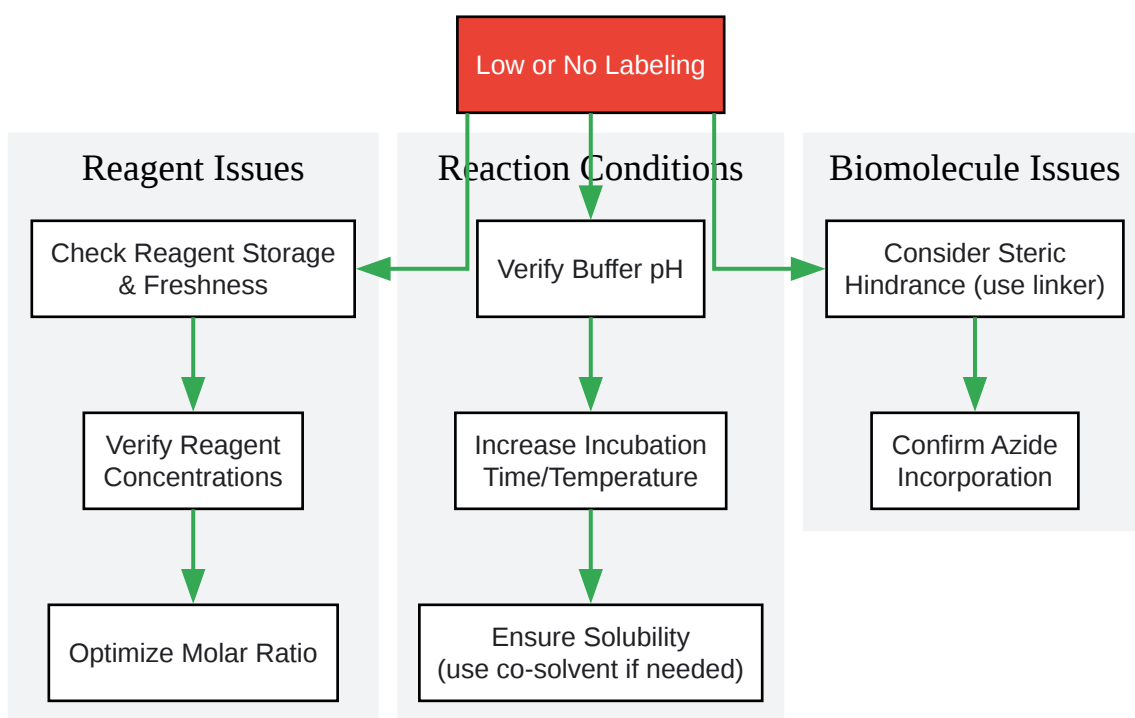 Low or No Labeling
Reagent Issues
Check Reagent Storage
& Freshness
Verify Reagent
Concentrations
Optimize Molar Ratio
Reaction Conditions
Verify Buffer pH
Increase Incubation
Time/Temperature
Ensure Solubility
(use co-solvent if needed)
Biomolecule Issues
Consider Steric
Hindrance (use linker)
Confirm Azide
Incorporation